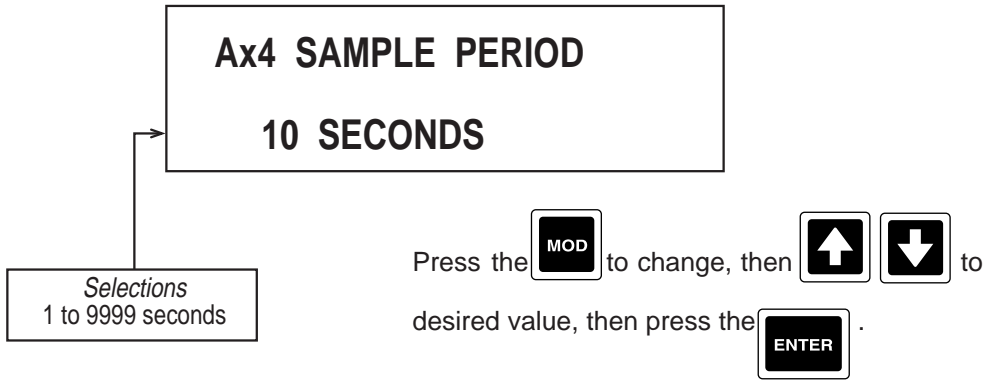 Ax4 SAMPLE PERIOD
10 SECONDS
Selections
1 to 9999 seconds
Press the MOD to change, then to
desired value, then press the ENTER .